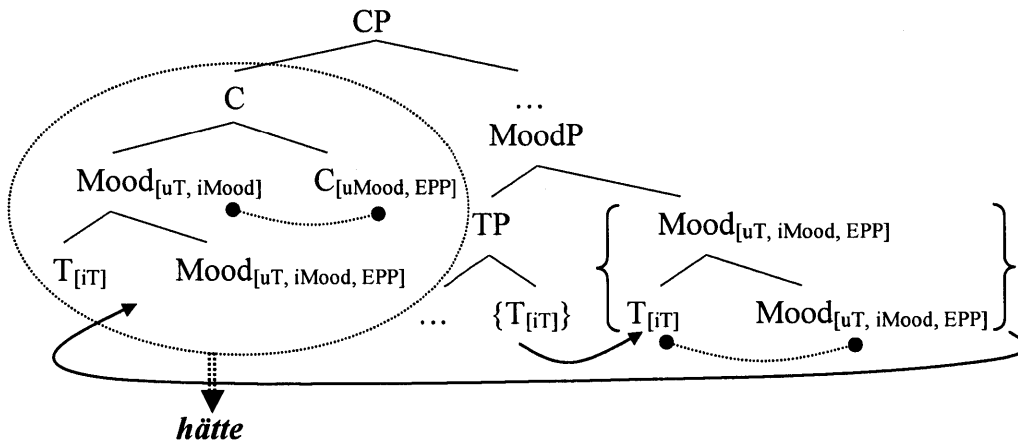 CP
C
…
MoodP
Mood[uT, iMood] C[uMood, EPP]
TP Mood[uT, iMood, EPP]
T[iT] Mood[uT, iMood, EPP]
… {T[iT]} T[iT] Mood[uT, iMood, EPP]
hätte